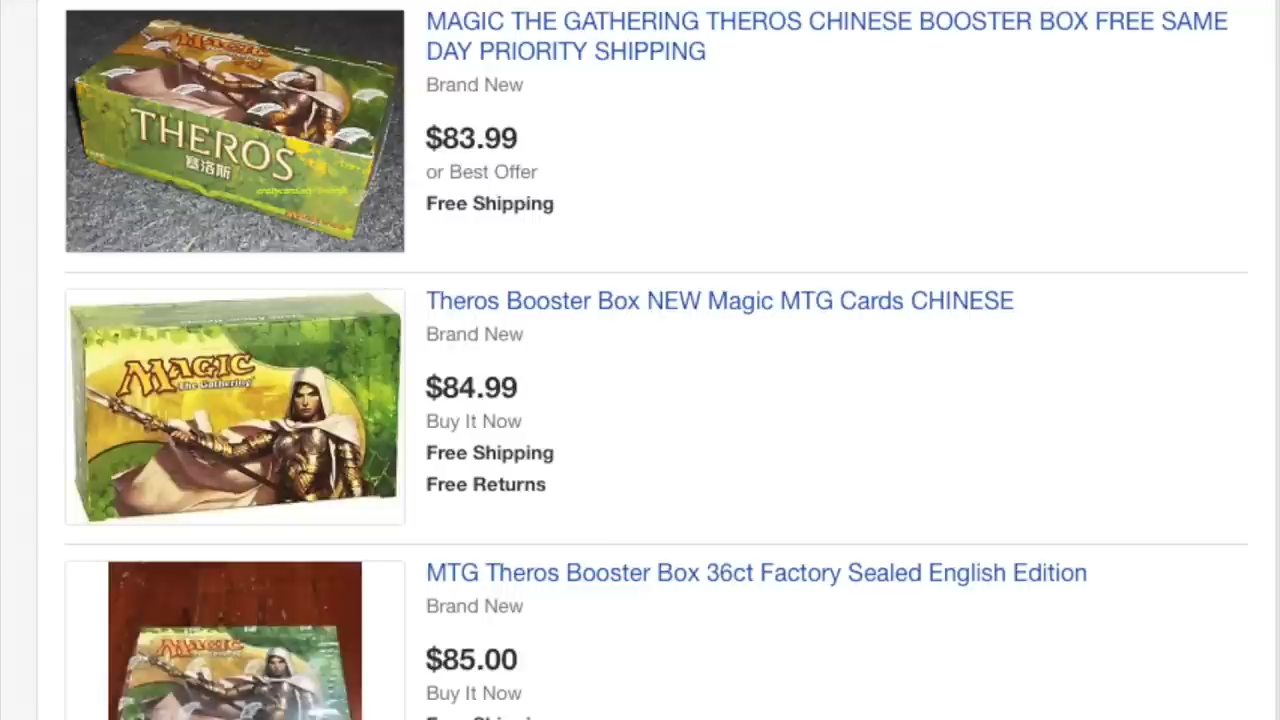 MAGIC THE GATHERING THEROS CHINESE BOOSTER BOX FREE SAME
DAY PRIORITY SHIPPING
Brand New
$83.99
or Best Offer
Free Shipping
MAGIC
THEROS
塞洛斯
Theros Booster Box NEW Magic MTG Cards CHINESE
Brand New
$84.99
Buy It Now
Free Shipping
Free Returns
MAGIC
The Gathering
MTG Theros Booster Box 36ct Factory Sealed English Edition
Brand New
$85.00
Buy It Now
MAGIC